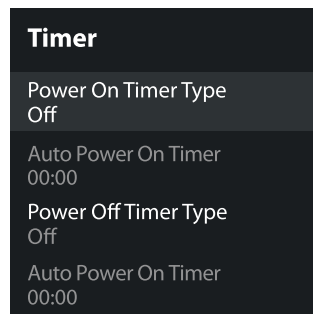 Timer
Power On Timer Type
Off
Auto Power On Timer
00:00
Power Off Timer Type
Off
Auto Power On Timer
00:00